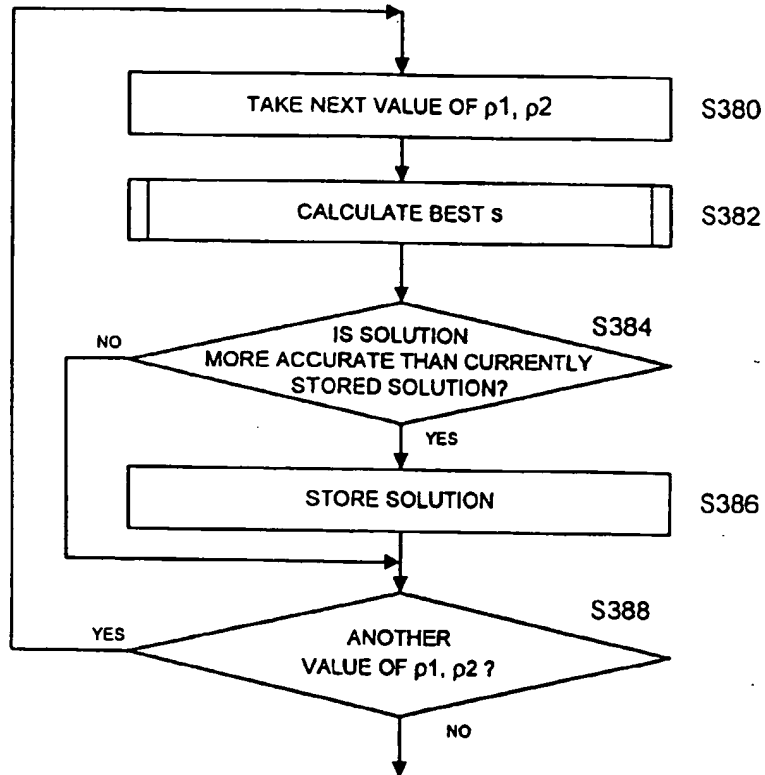 TAKE NEXT VALUE OF ρ1, ρ2
S380
CALCULATE BEST s
S382
S384
NO
IS SOLUTION
MORE ACCURATE THAN CURRENTLY
STORED SOLUTION?
YES
STORE SOLUTION
S386
S388
YES
ANOTHER
VALUE OF ρ1, ρ2 ?
NO